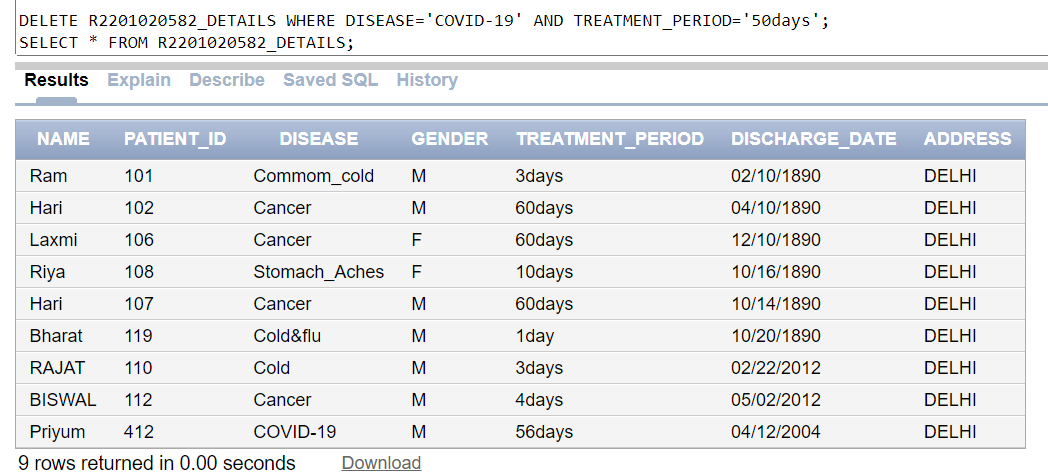 DELETE R2201020582_DETAILS WHERE DISEASE='COVID-19' AND TREATMENT_PERIOD='50days';
SELECT * FROM R2201020582_DETAILS;
Results Explain Describe Saved SQL History
NAME PATIENT_ID DISEASE GENDER TREATMENT_PERIOD DISCHARGE_DATE ADDRESS
Ram 101 Commom_cold M 3days 02/10/1890 DELHI
Hari 102 Cancer M 60days 04/10/1890 DELHI
Laxmi 106 Cancer F 60days 12/10/1890 DELHI
Riya 108 Stomach_Aches F 10days 10/16/1890 DELHI
Hari 107 Cancer M 60days 10/14/1890 DELHI
Bharat 119 Cold&flu M 1day 10/20/1890 DELHI
RAJAT 110 Cold M 3days 02/22/2012 DELHI
BISWAL 112 Cancer M 4days 05/02/2012 DELHI
Priyum 412 COVID-19 M 56days 04/12/2004 DELHI
9 rows returned in 0.00 seconds Download